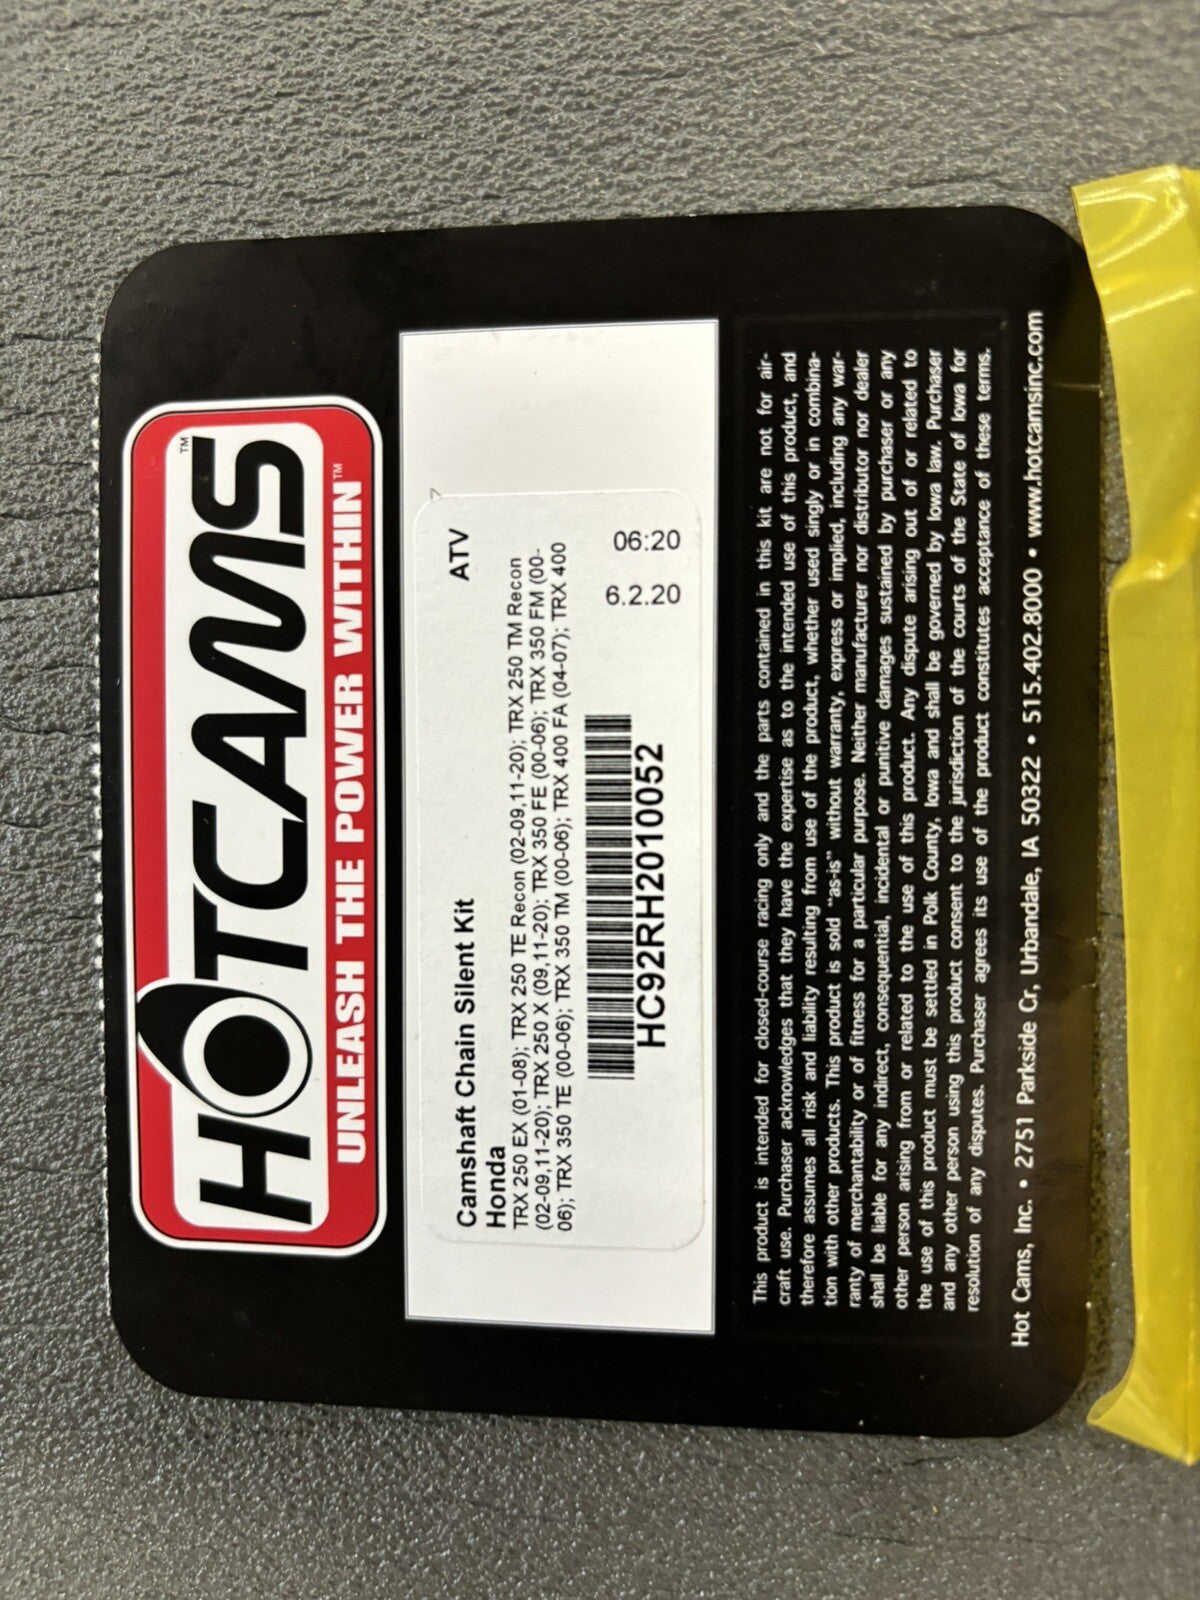 HOTCAMS™
UNLEASH THE POWER WITHIN™
Camshaft Chain Silent Kit ATV
Honda
TRX 250 EX (01-08); TRX 250 TE Recon (02-09,11-20); TRX 250 TM Recon
(02-09,11-20); TRX 250 X (09,11-20); TRX 350 FE (00-06); TRX 350 FM (00-
06); TRX 350 TE (00-06); TRX 350 TM (00-06); TRX 400 FA (04-07); TRX 400
6.2.20 06:20
HC92RH2010052
This product is intended for closed-course racing only and the parts contained in this kit are not for air-
craft use. Purchaser acknowledges that they have the expertise as to the intended use of this product, and
therefore assumes all risk and liability resulting from use of the product, whether used singly or in combina-
tion with other products. This product is sold "as-is" without warranty, express or implied, including any war-
ranty of merchantability or of fitness for a particular purpose. Neither manufacturer nor distributor nor dealer
shall be liable for any indirect, consequential, incidental or punitive damages sustained by purchaser or any
other person arising from or related to the use of this product. Any dispute arising out of or related to
the use of this product must be settled in Polk County, Iowa and shall be governed by Iowa law. Purchaser
and any other person using this product consent to the jurisdiction of the courts of the State of Iowa for
resolution of any disputes. Purchaser agrees its use of the product constitutes acceptance of these terms.
Hot Cams, Inc. • 2751 Parkside Cr, Urbandale, IA 50322 • 515.402.8000 • www.hotcamsinc.com